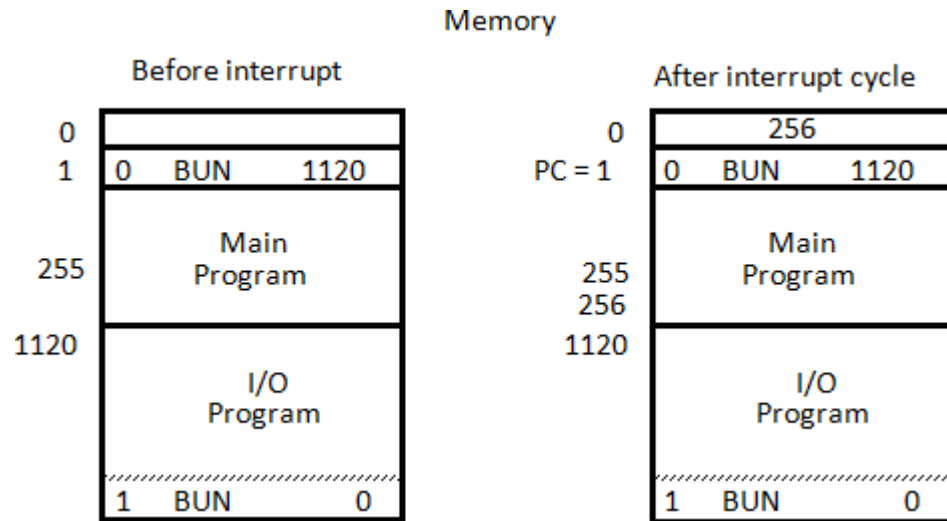 Memory
Before interrupt
0
1 0 BUN 1120
Main
255 Program
1120
I/O
Program
1 BUN 0
After interrupt cycle
0 256
PC = 1 0 BUN 1120
Main
255 Program
256
1120
I/O
Program
1 BUN 0